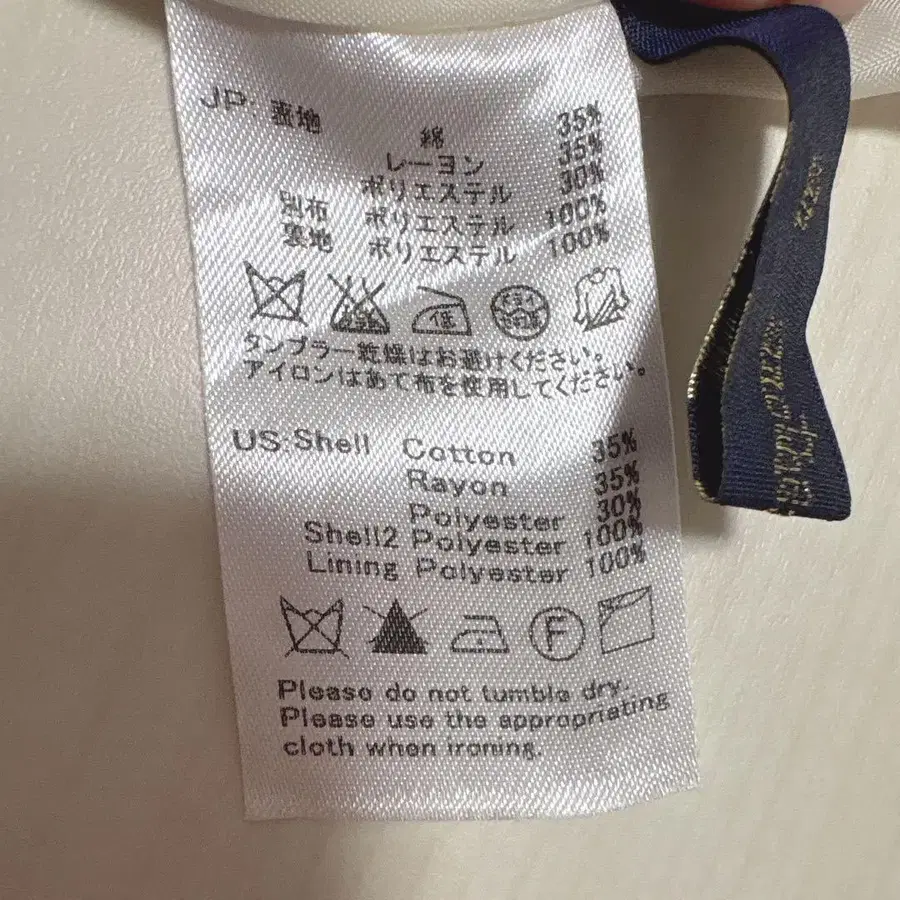 JP: 表地 綿 35%
レーヨン 35%
ポリエステル 30%
別布 ポリエステル 100%
裏地 ポリエステル 100%
低 ドライ
タンブラー乾燥はお避けください。
アイロンはあて布を使用してください。
US: Shell Cotton 35%
Rayon 35%
Polyester 30%
Shell2 Polyester 100%
Lining Polyester 100%
F
Please do not tumble dry.
Please use the appropriating
cloth when ironing.